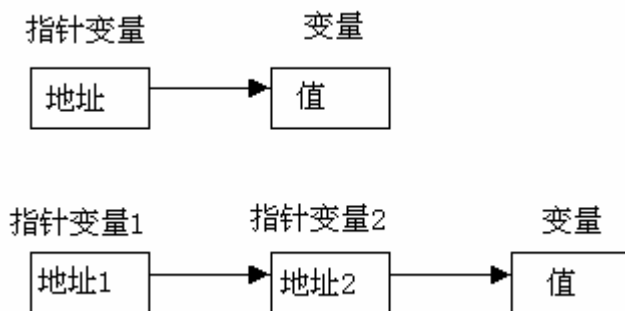 指针变量 变量
地址 值
指针变量1 指针变量2 变量
地址1 地址2 值